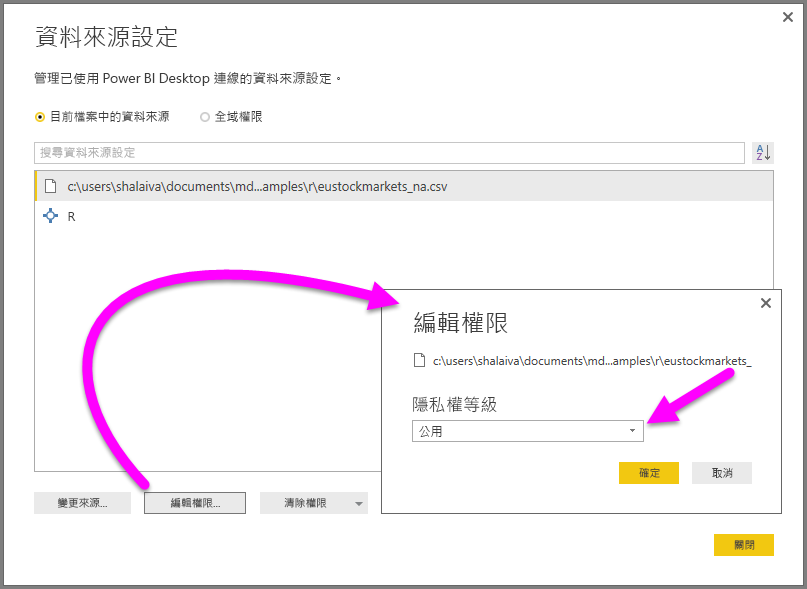 資料來源設定
管理已使用 Power BI Desktop 連線的資料來源設定。
目前檔案中的資料來源 全域權限
搜尋資料來源設定
A
Z
c:\users\shalaiva\documents\md...amples\r\eustockmarkets_na.csv
R
編輯權限
c:\users\shalaiva\documents\md...amples\r\eustockmarkets_
隱私權等級
公用
確定 取消
變更來源... 編輯權限... 清除權限
關閉